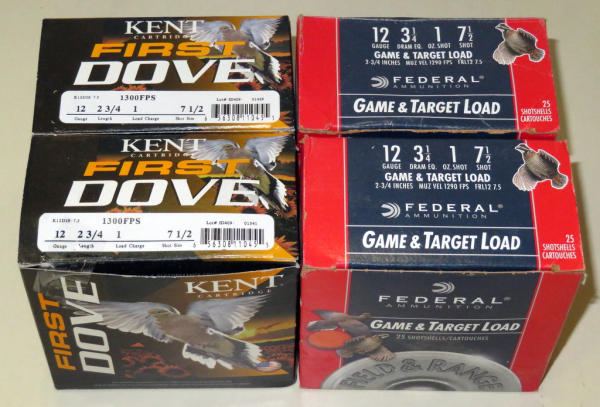 KENT
CARTRIDGE
FIRST
DOVE
1300FPS
12 2 3/4 1 7 1/2
Gauge Length Load Charge Shot Size
KENT
CARTRIDGE
FIRST
DOVE
1300FPS
12 2 3/4 1 7 1/2
Gauge Length Load Charge Shot Size
KENT
CARTRIDGE
FIRST
DOVE
12 3 1/4 1 7 1/2
GAUGE DRAM EQ. OZ. SHOT SHOT
2-3/4 INCHES MUZ VEL 1290 FPS FRL12 7.5
FEDERAL
AMMUNITION
GAME & TARGET LOAD
25
SHOTSHELLS
CARTOUCHES
12 3 1/4 1 7 1/2
GAUGE DRAM EQ. OZ. SHOT SHOT
2-3/4 INCHES MUZ VEL 1290 FPS FRL12 7.5
FEDERAL
AMMUNITION
GAME & TARGET LOAD
25
SHOTSHELLS
CARTOUCHES
FEDERAL
AMMUNITION
GAME & TARGET LOAD
25 SHOTSHELLS/CARTOUCHES
FIELD & RANGE